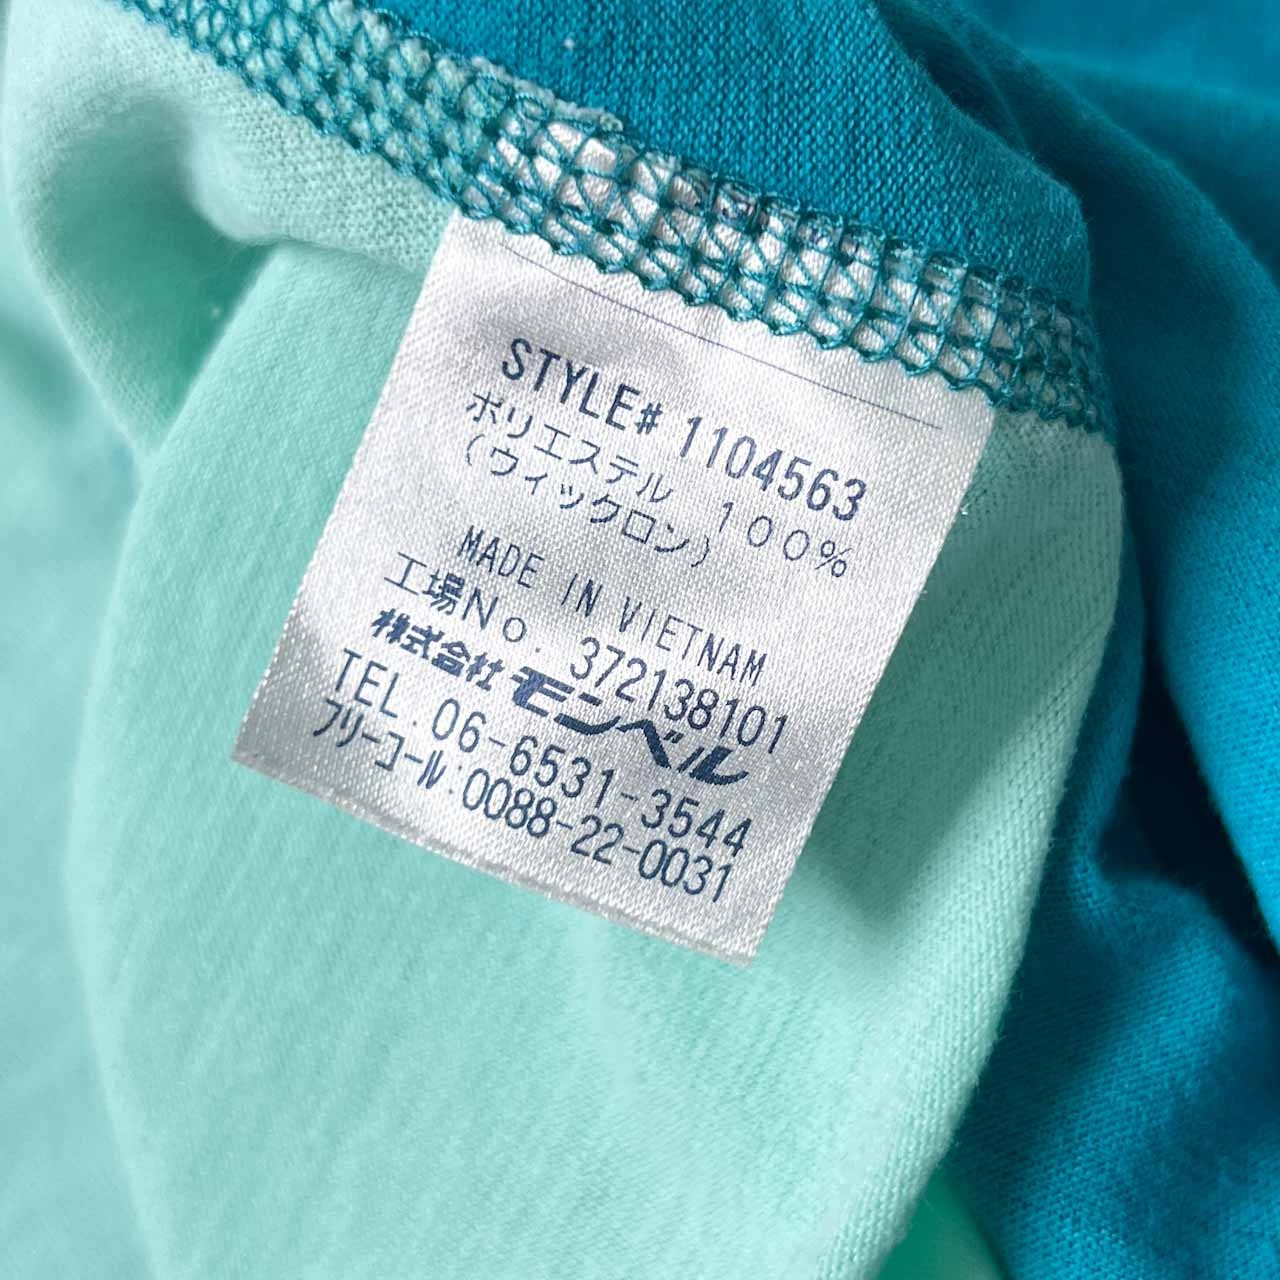 STYLE# 1104563
ポリエステル 100%
(ウィックロン)
MADE IN VIETNAM
工場No. 372138101
株式会社モンベル
TEL.06-6531-3544
フリーコール:0088-22-0031